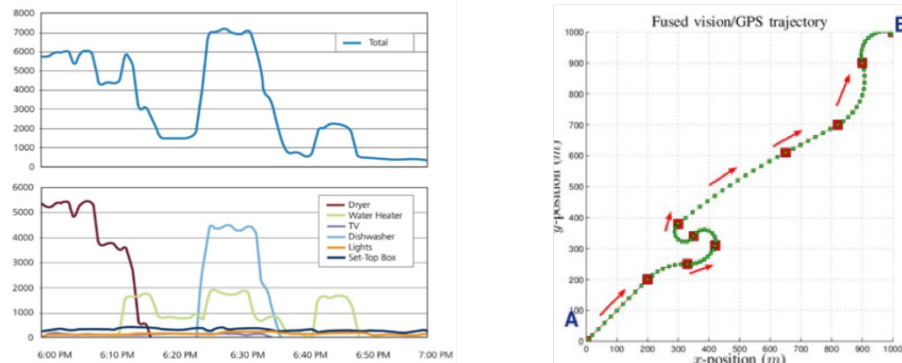 8000
7000
6000
5000
4000
3000
2000
1000
0
Total
6000
5000
4000
3000
2000
1000
0
Dryer
Water Heater
TV
Dishwasher
Lights
Set-Top Box
6:00 PM 6:10 PM 6:20 PM 6:30 PM 6:40 PM 6:50 PM 7:00 PM
Fused vision/GPS trajectory
B
1000
900
800
700
600
500
400
300
200
100
0
y-position (m)
A
0 100 200 300 400 500 600 700 800 900 1000
x-position (m)